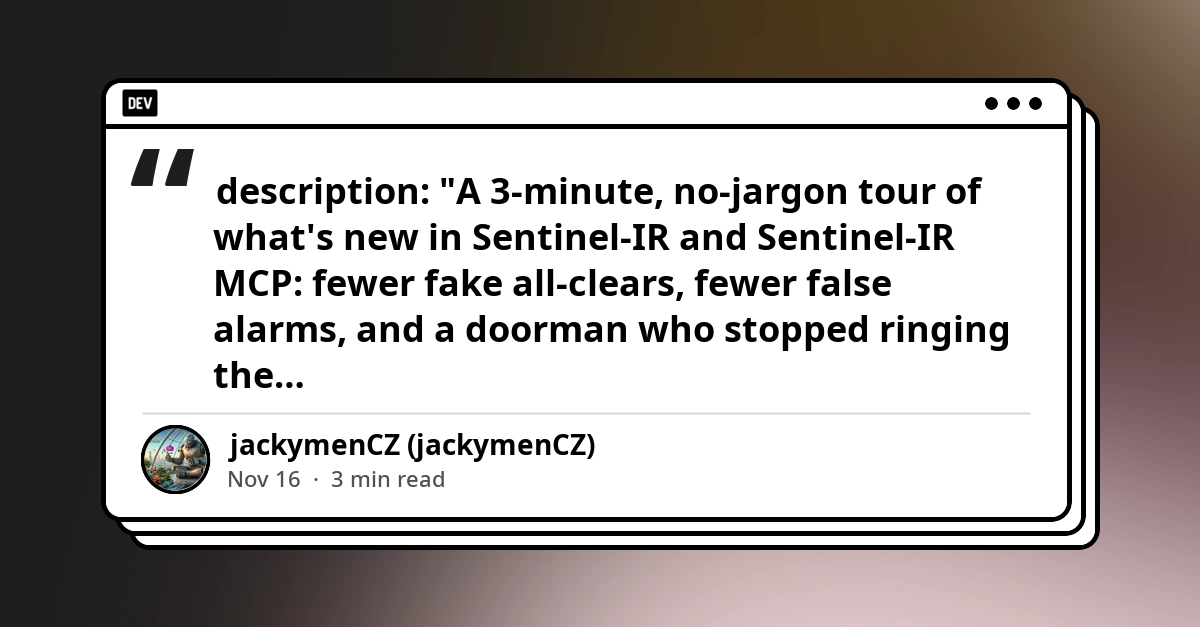 DEV
description: "A 3-minute, no-jargon tour of
what's new in Sentinel-IR and Sentinel-IR
MCP: fewer fake all-clears, fewer false
alarms, and a doorman who stopped ringing
the...
jackymenCZ (jackymenCZ)
Nov 16 · 3 min read